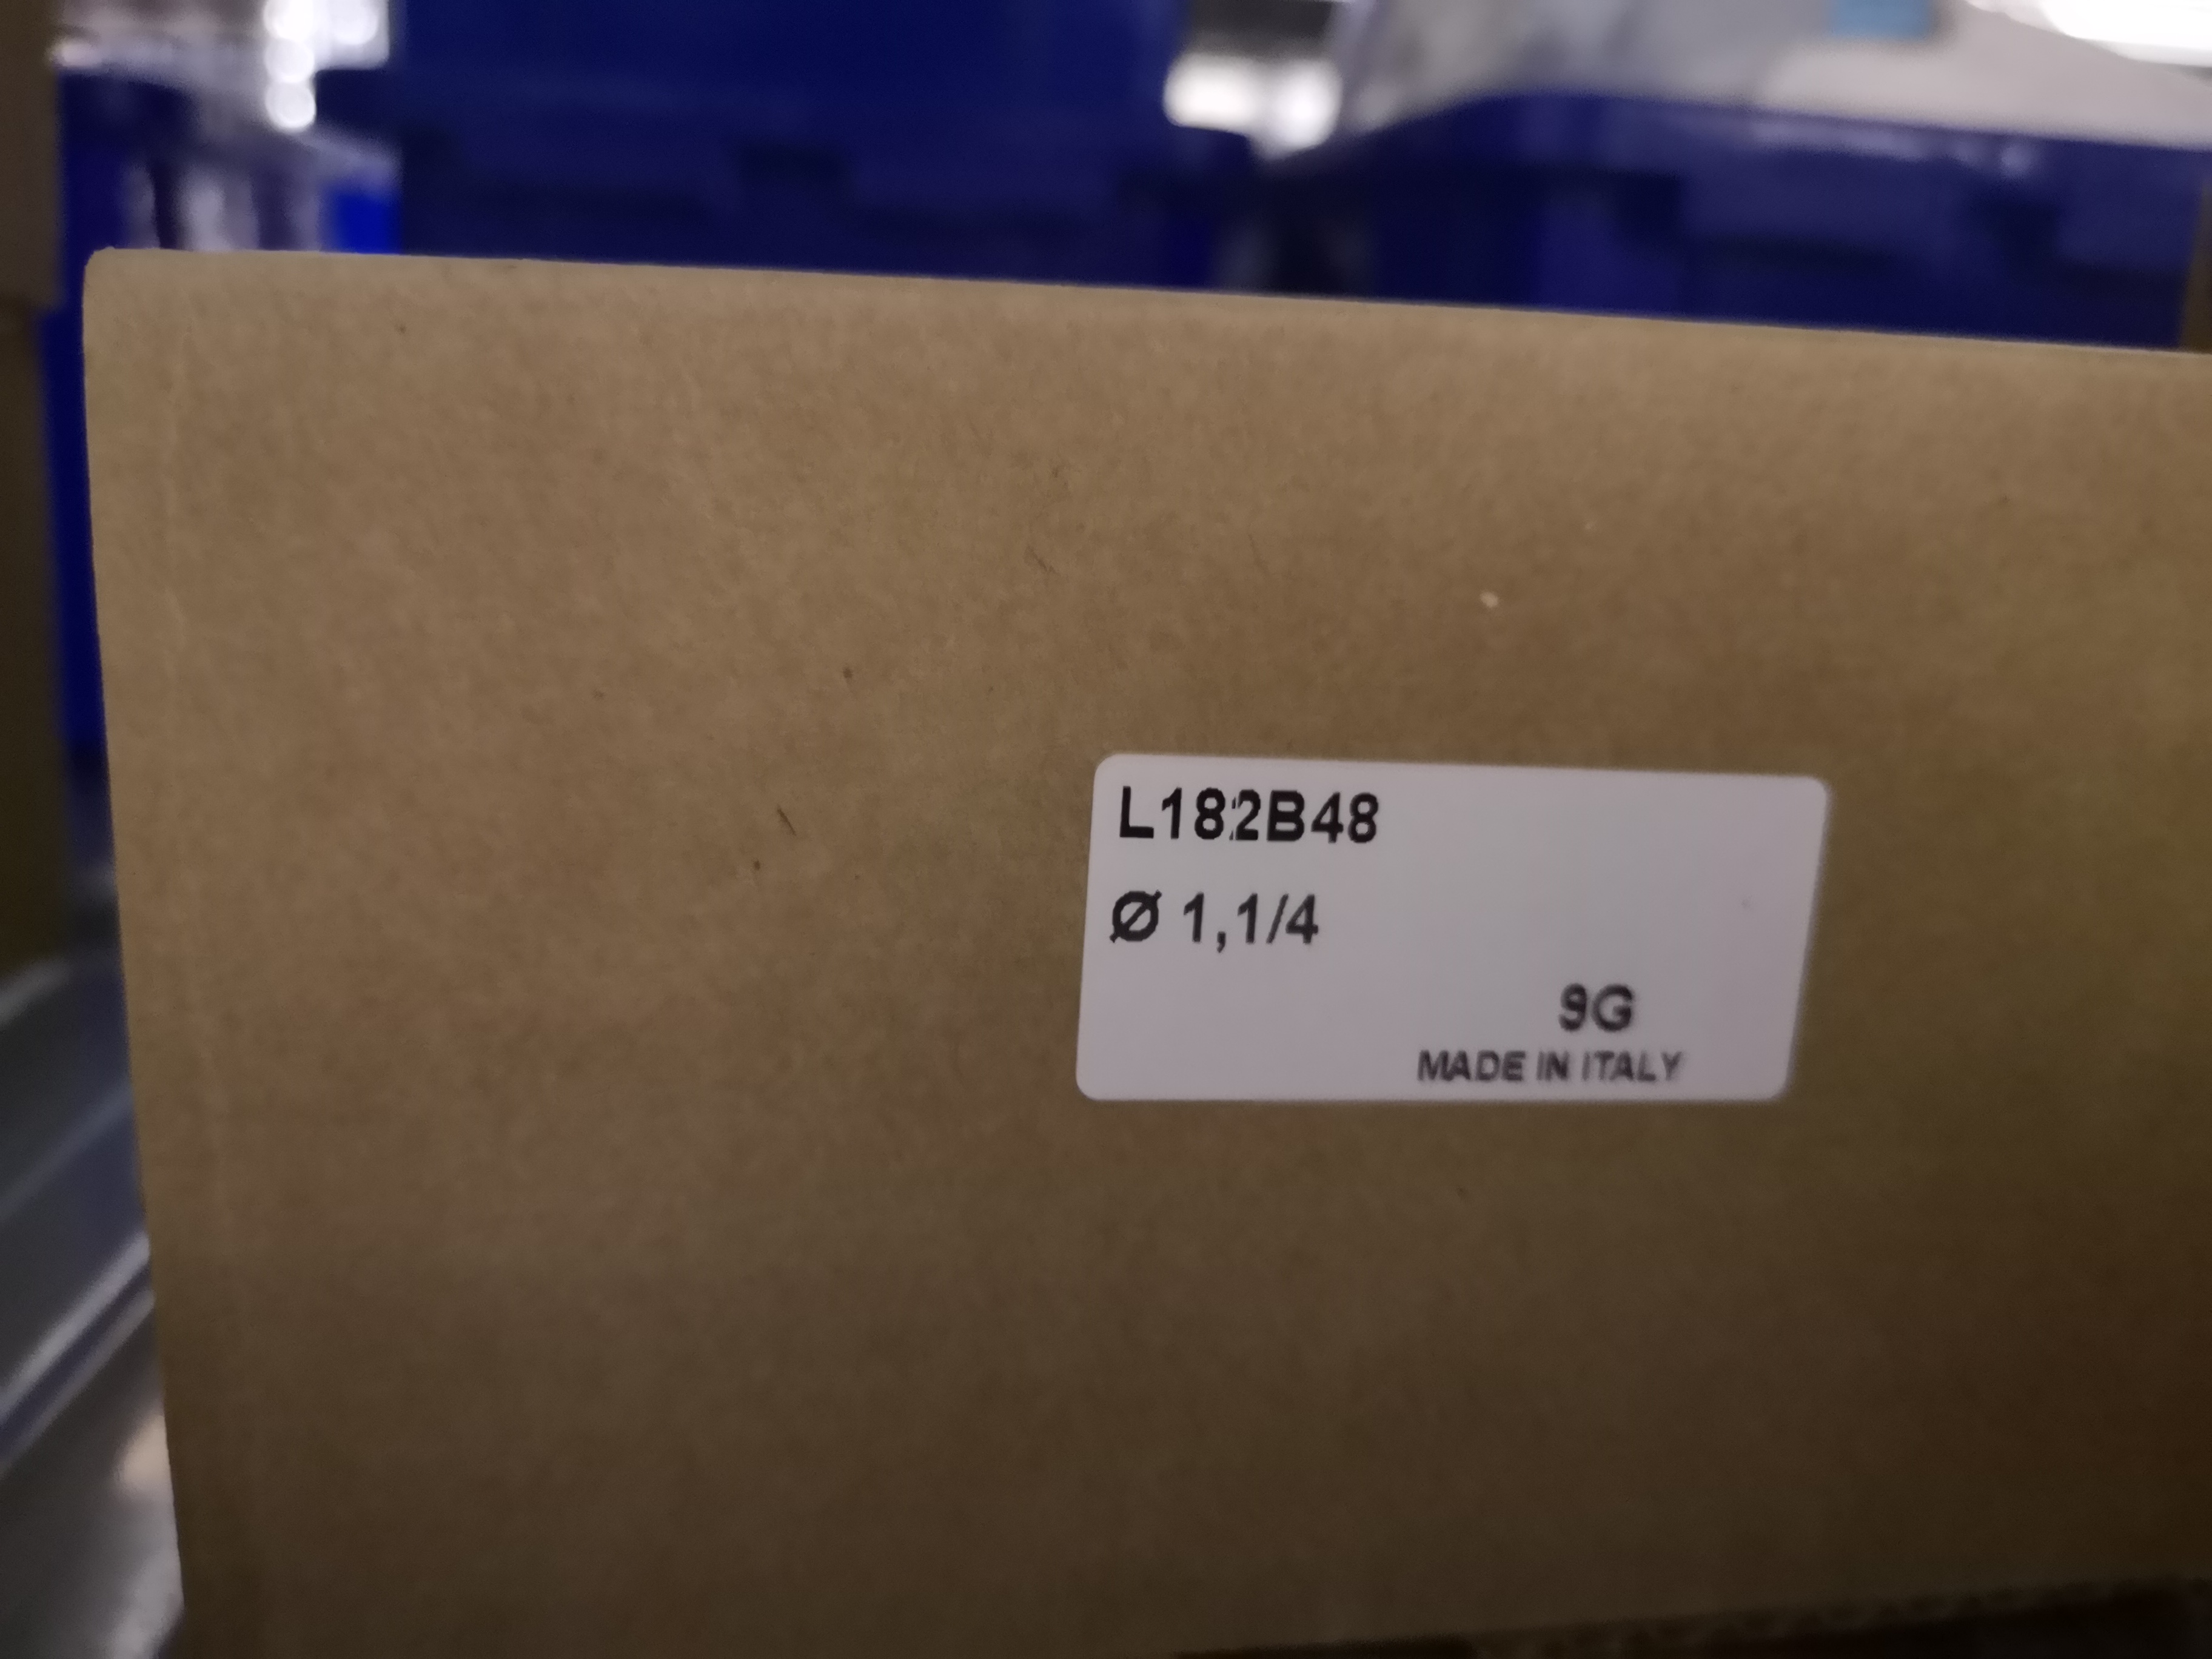 L182B48
Ø 1,1/4
9G
MADE IN ITALY